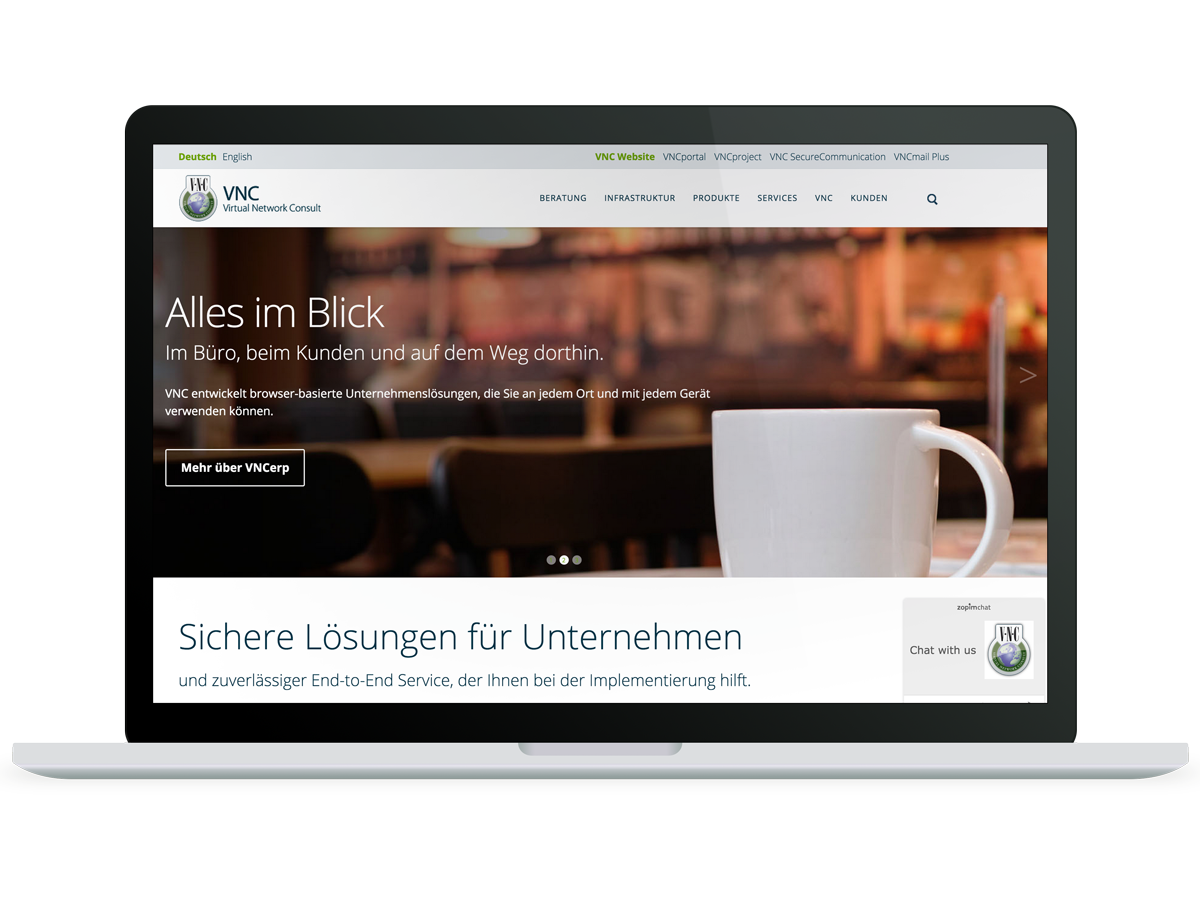 Deutsch English
VNC Website VNCportal VNCproject VNC SecureCommunication VNCmail Plus
V·N·C
VNC
Virtual Network Consult
BERATUNG INFRASTRUKTUR PRODUKTE SERVICES VNC KUNDEN
Alles im Blick
Im Büro, beim Kunden und auf dem Weg dorthin.
VNC entwickelt browser-basierte Unternehmenslösungen, die Sie an jedem Ort und mit jedem Gerät
verwenden können.
>
Mehr über VNCerp
Sichere Lösungen für Unternehmen
und zuverlässiger End-to-End Service, der Ihnen bei der Implementierung hilft.
zopimchat
Chat with us
V·N·C